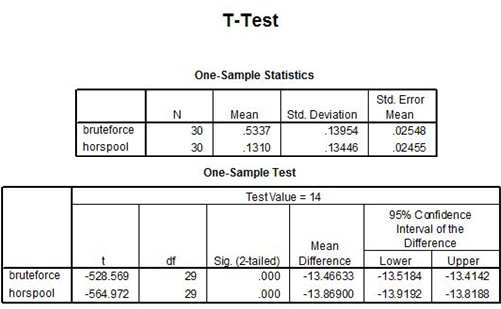 T-Test
One-Sample Statistics
N Mean Std. Deviation Std. Error Mean
bruteforce 30 .5337 .13954 .02548
horspool 30 .1310 .13446 .02455
One-Sample Test
Test Value = 14
t df Sig. (2-tailed) Mean Difference 95% Confidence Interval of the Difference
Lower Upper
bruteforce -528.569 29 .000 -13.46633 -13.5184 -13.4142
horspool -564.972 29 .000 -13.86900 -13.9192 -13.8188